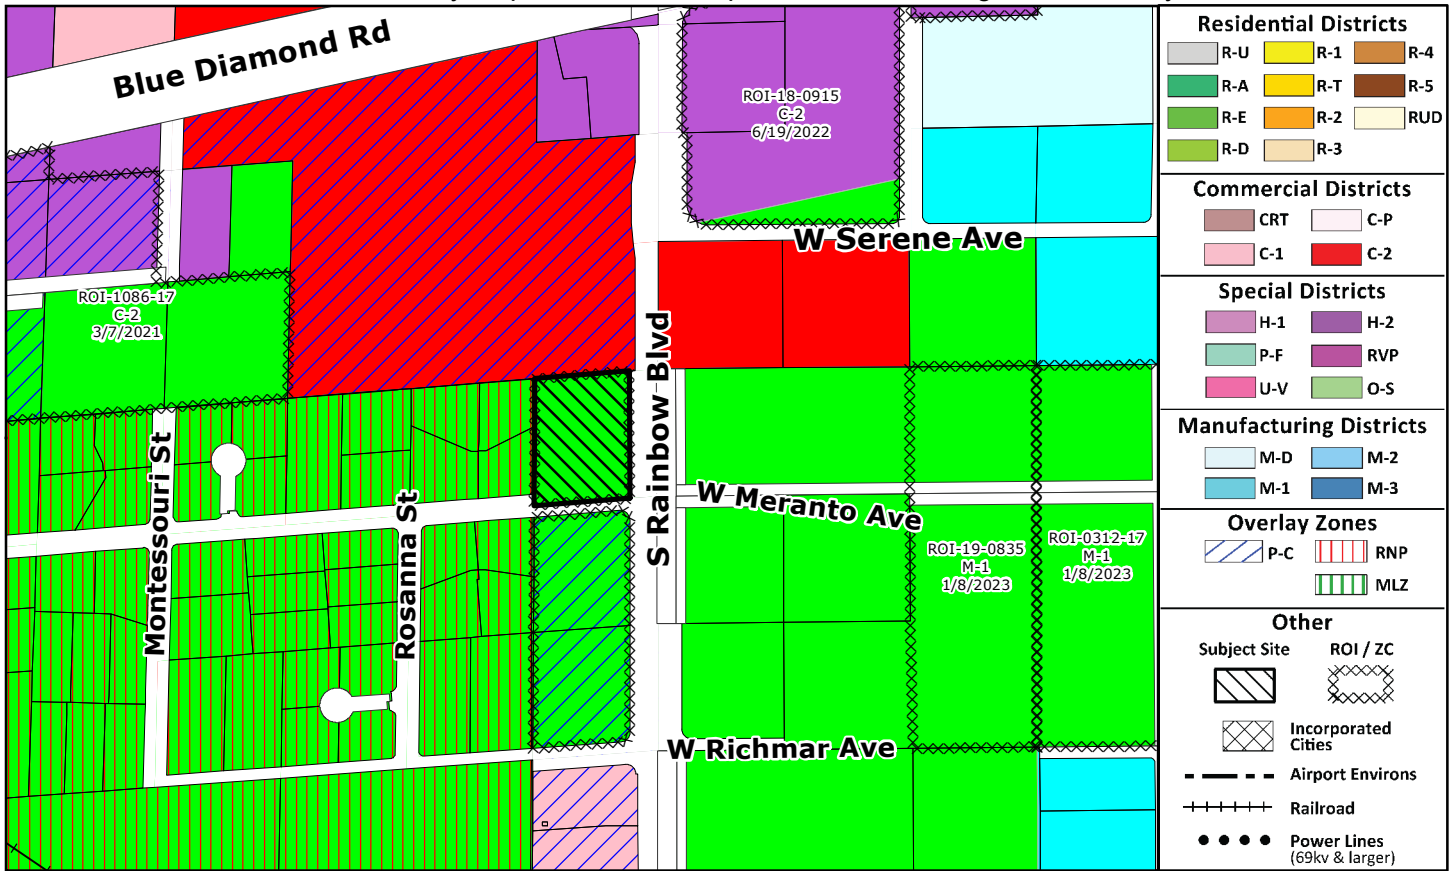 Blue Diamond Rd
ROI-18-0915
C-2
6/19/2022
W Serene Ave
ROI-1086-17
C-2
3/7/2021
S Rainbow Blvd
W Meranto Ave
Montessouri St
Rosanna St
ROI-19-0835
M-1
1/8/2023
ROI-0312-17
M-1
1/8/2023
W Richmar Ave
Residential Districts
R-U R-1 R-4
R-A R-T R-5
R-E R-2 RUD
R-D R-3
Commercial Districts
CRT C-P
C-1 C-2
Special Districts
H-1 H-2
P-F RVP
U-V O-S
Manufacturing Districts
M-D M-2
M-1 M-3
Overlay Zones
P-C RNP
MLZ
Other
Subject Site ROI / ZC
Incorporated
Cities
Airport Environs
Railroad
Power Lines
(69kv & larger)